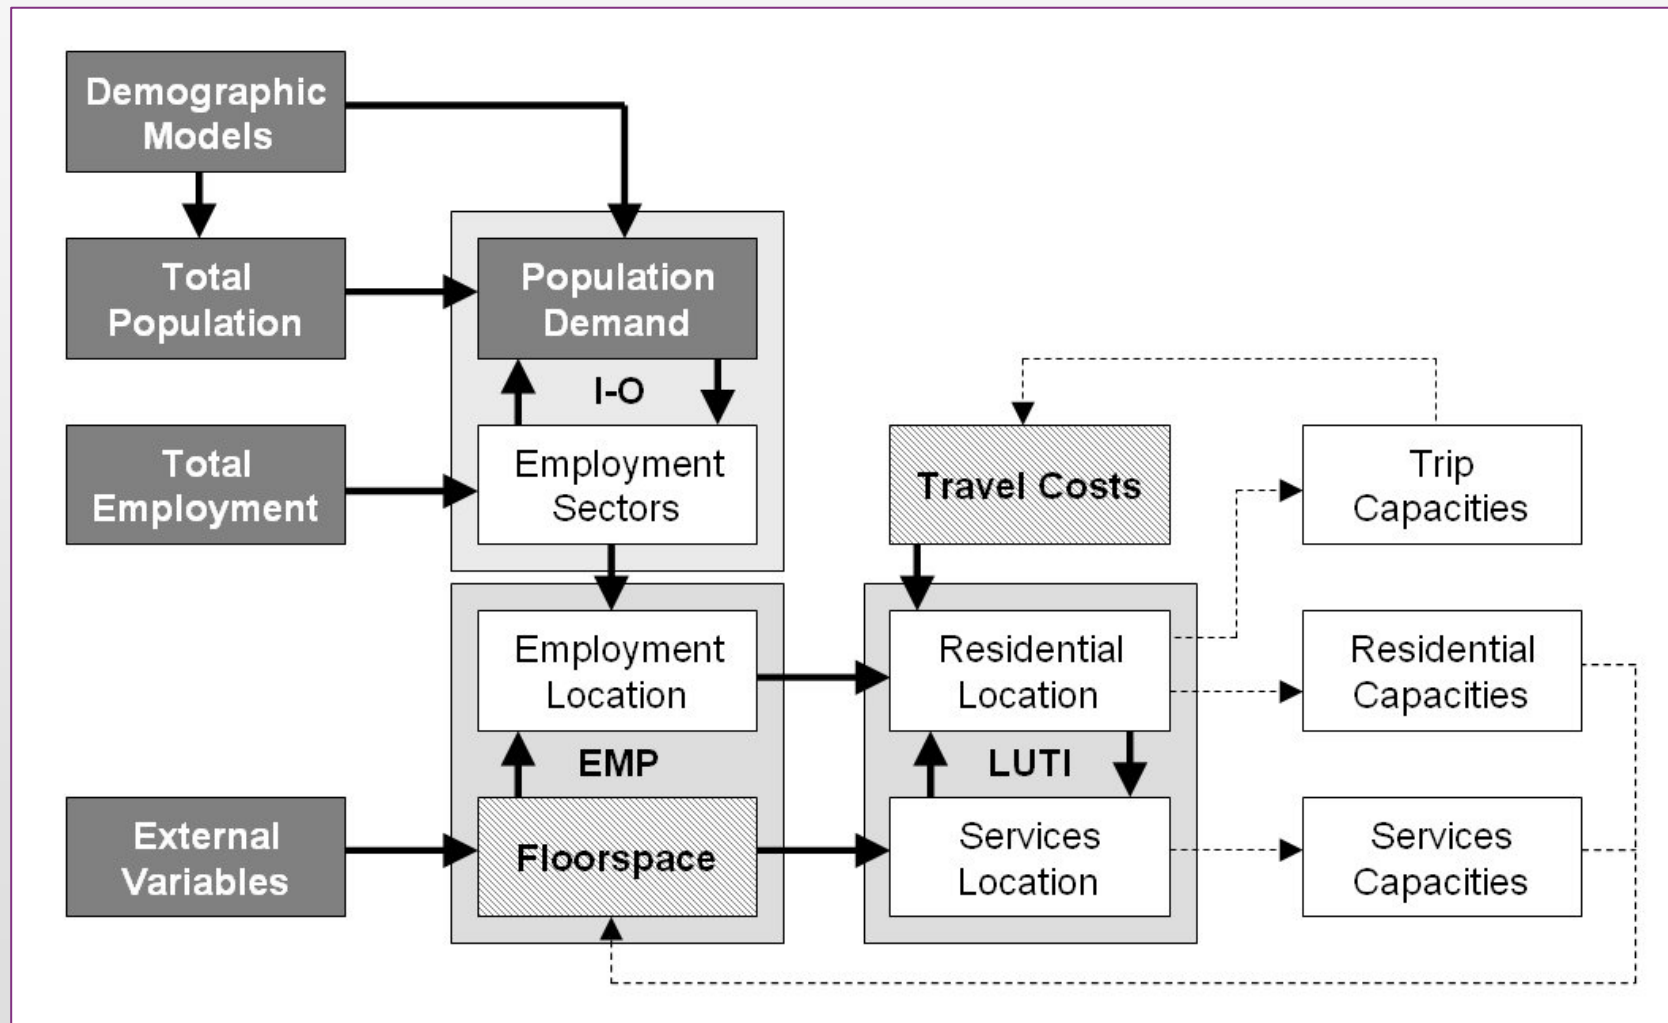 Demographic
Models
Total
Population
Population
Demand
I-O
Total
Employment
Employment
Sectors
Travel Costs
Trip
Capacities
Employment
Location
Residential
Location
Residential
Capacities
EMP
LUTI
External
Variables
Floorspace
Services
Location
Services
Capacities